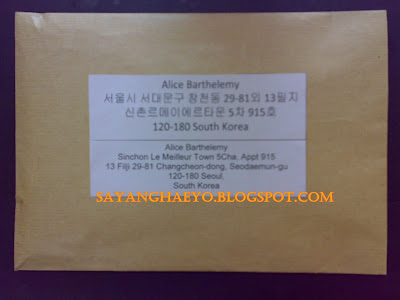 Alice Barthelemy
서울시 서대문구 창천동 29-81외 13필지
신촌르메이에르타운 5차 915호
120-180 South Korea
Alice Barthelemy
Sinchon Le Meilleur Town 5Cha, Appt 915
13 Filji 29-81 Changcheon-dong, Seodaemun-gu
120-180 Seoul,
South Korea
SAYANGHAEYO.BLOGSPOT.COM